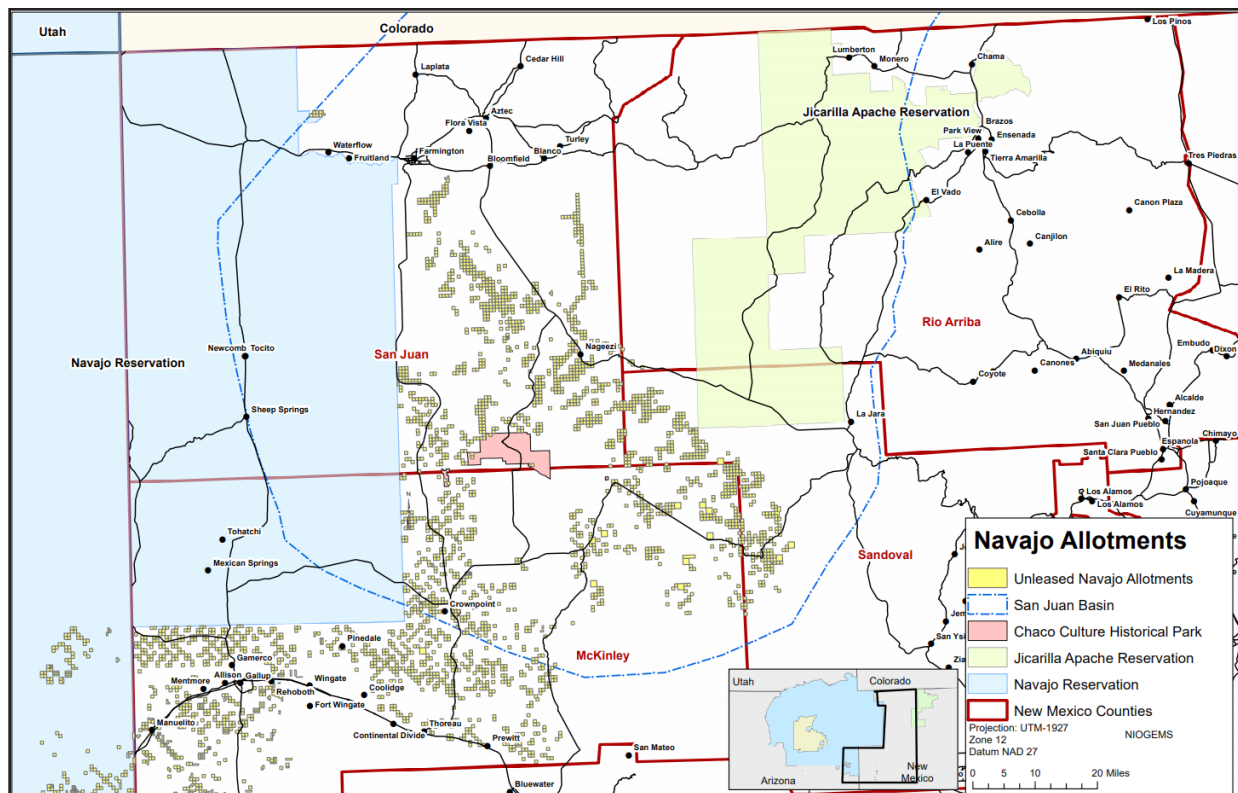 Utah
Colorado
Los Pinos
Cedar Hill
Laplata
Lumberton
Monero
Chama
Aztec
Flora Vista
Jicarilla Apache Reservation
Brazos
Park View
Ensenada
Turley
Waterflow
Fruitland
Farmington
Bloomfield
Blanco
La Puente
Tierra Amarilla
Tres Piedras
El Vado
Canon Plaza
Cebolla
Canjilon
Alire
La Madera
El Rito
Rio Arriba
Navajo Reservation
Newcomb Tocito
San Juan
Nageezi
Embudo
Dixon
Abiquiu
Canones
Medanales
Coyote
Sheep Springs
La Jara
Alcalde
Hernandez
San Juan Pueblo
Chimayo
Espanola
Santa Clara Pueblo
Pojoaque
Los Alamos
Los Alamos
Cuyamunque
N
Tohatchi
Mexican Springs
Sandoval
Crownpoint
San Ysi
Pinedale
McKinley
Gamerco
Allison
Gallup
Mentmore
Rehoboth
Wingate
Fort Wingate
Coolidge
Manuelito
Continental Divide
Thoreau
Prewitt
San Mateo
Bluewater
Navajo Allotments
Unleased Navajo Allotments
San Juan Basin
Chaco Culture Historical Park
Jicarilla Apache Reservation
Navajo Reservation
New Mexico Counties
Projection: UTM-1927
Zone 12
Datum NAD 27
NIOGEMS
0 5 10 20 Miles
Utah
Colorado
Arizona
New
Mexico